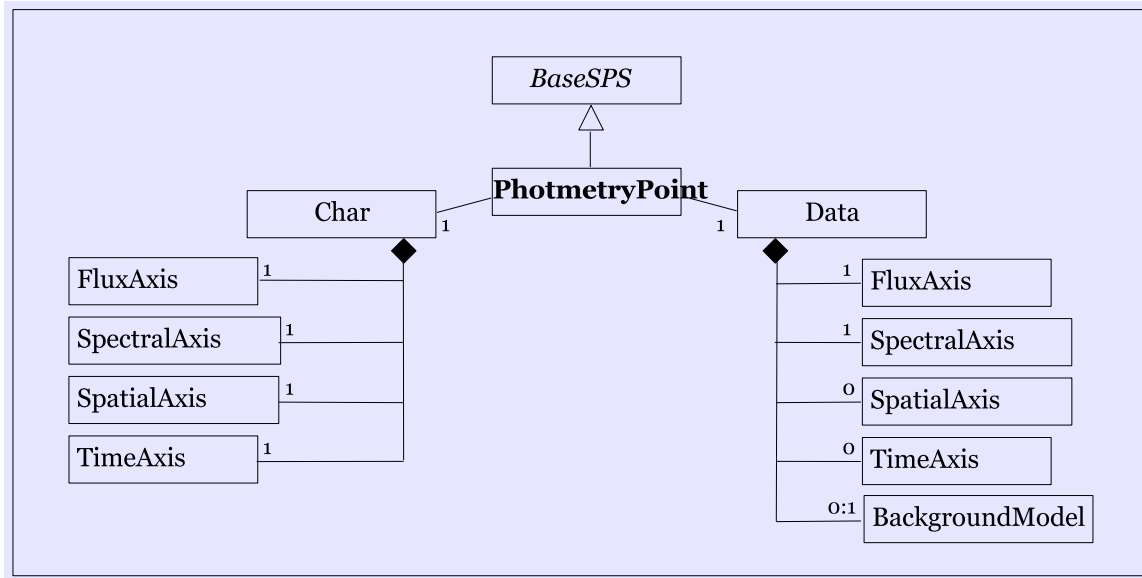 BaseSPS
PhotmetryPoint
Char
1
1
Data
FluxAxis
1
SpectralAxis
1
SpatialAxis
1
TimeAxis
1
1
FluxAxis
1
SpectralAxis
0
SpatialAxis
0
TimeAxis
0:1
BackgroundModel